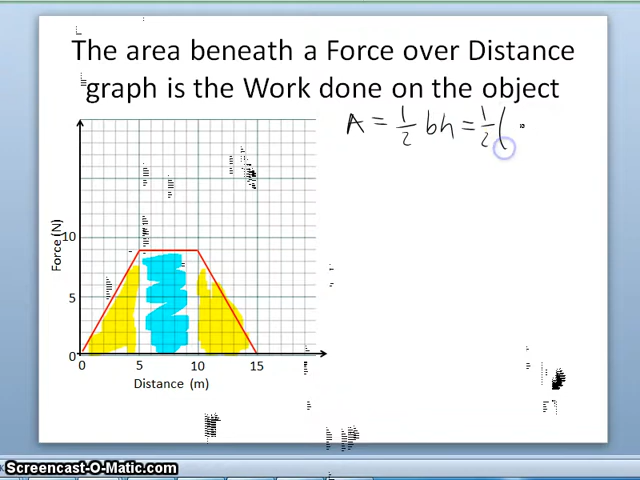 The area beneath a Force over Distance
graph is the Work done on the object
A = 1/2 bh = 1/2 (
Force (N)
10
5
0
0 5 10 15
Distance (m)
Screencast-O-Matic.com